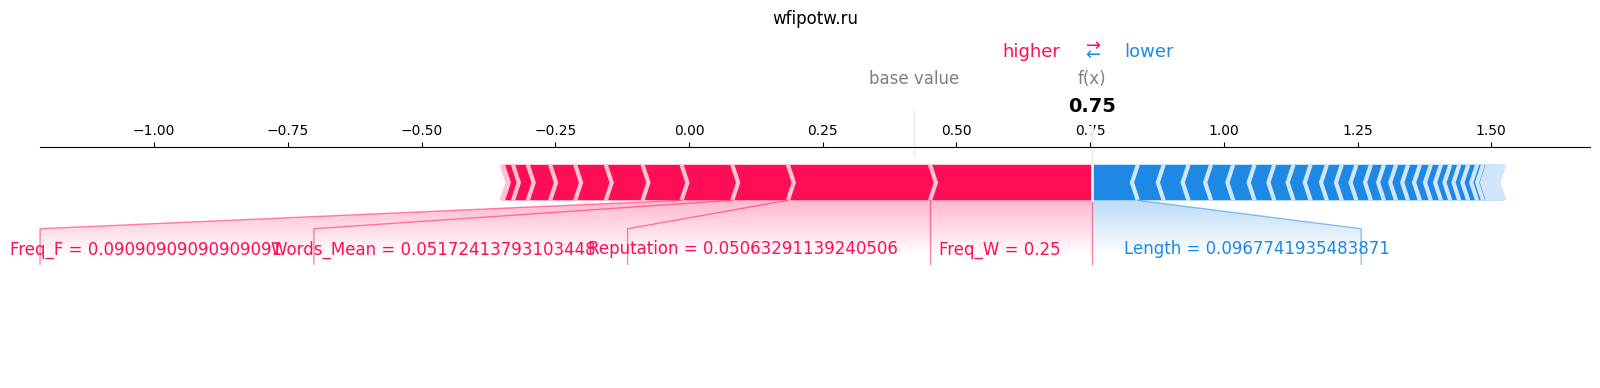 wfipotw.ru
higher ⇄ lower
base value f(x)
0.75
−1.00 −0.75 −0.50 −0.25 0.00 0.25 0.50 0.75 1.00 1.25 1.50
Freq_F = 0.09090909090909091 Words_Mean = 0.05172413793103448 Reputation = 0.05063291139240506 Freq_W = 0.25 Length = 0.0967741935483871